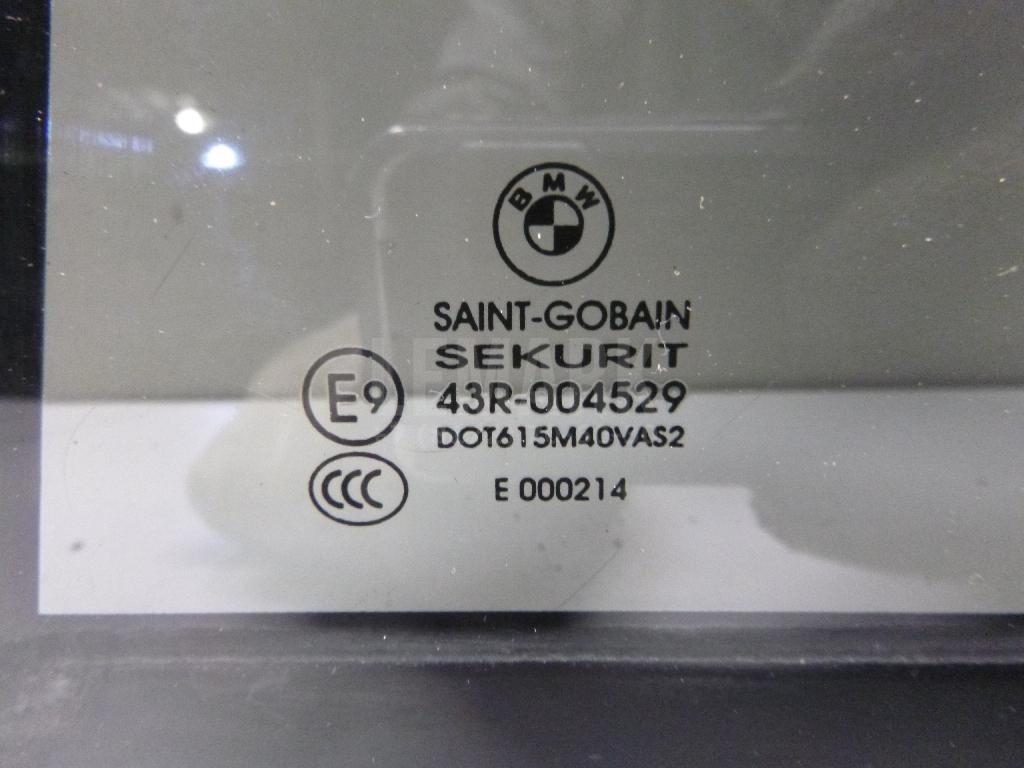 BMW
SAINT-GOBAIN
SEKURIT
E9
43R-004529
DOT615M40VAS2
CCC
E 000214